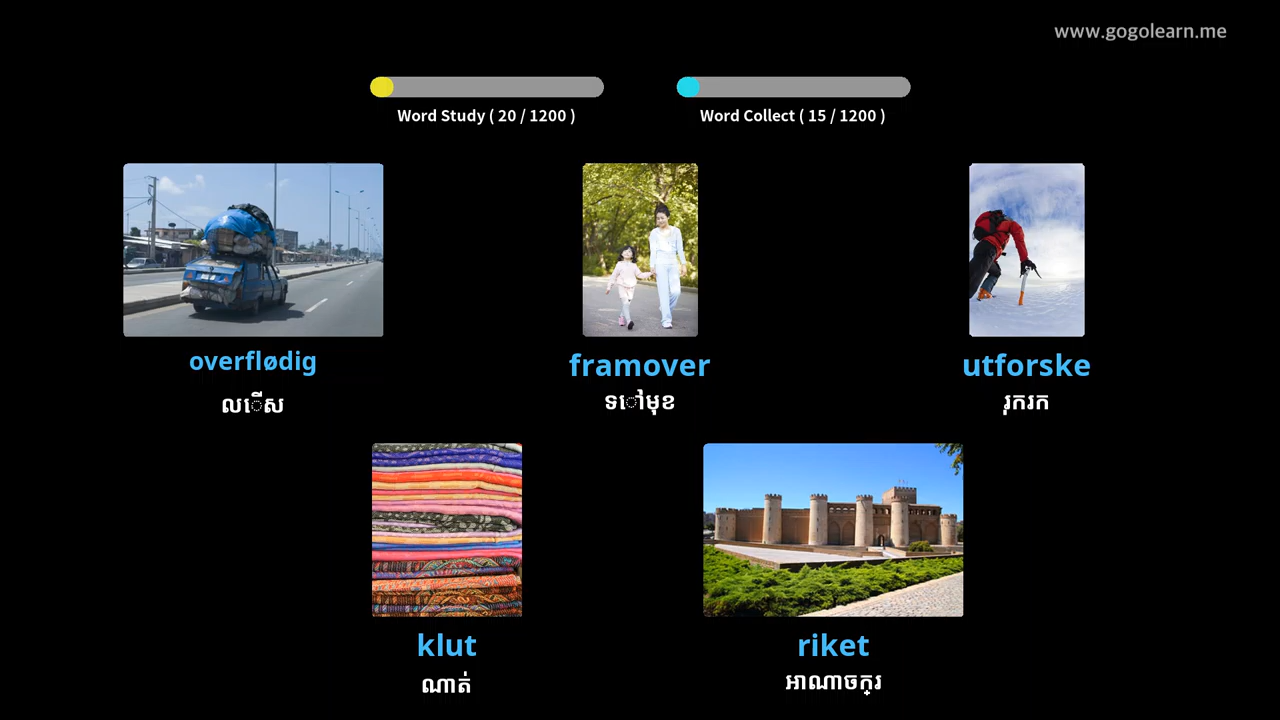 www.gogolearn.me
Word Study ( 20 / 1200 )
Word Collect ( 15 / 1200 )
overflødig
លើស
framover
ទៅមុខ
utforske
រុករក
klut
ណាត់
riket
អាណាចក្រ